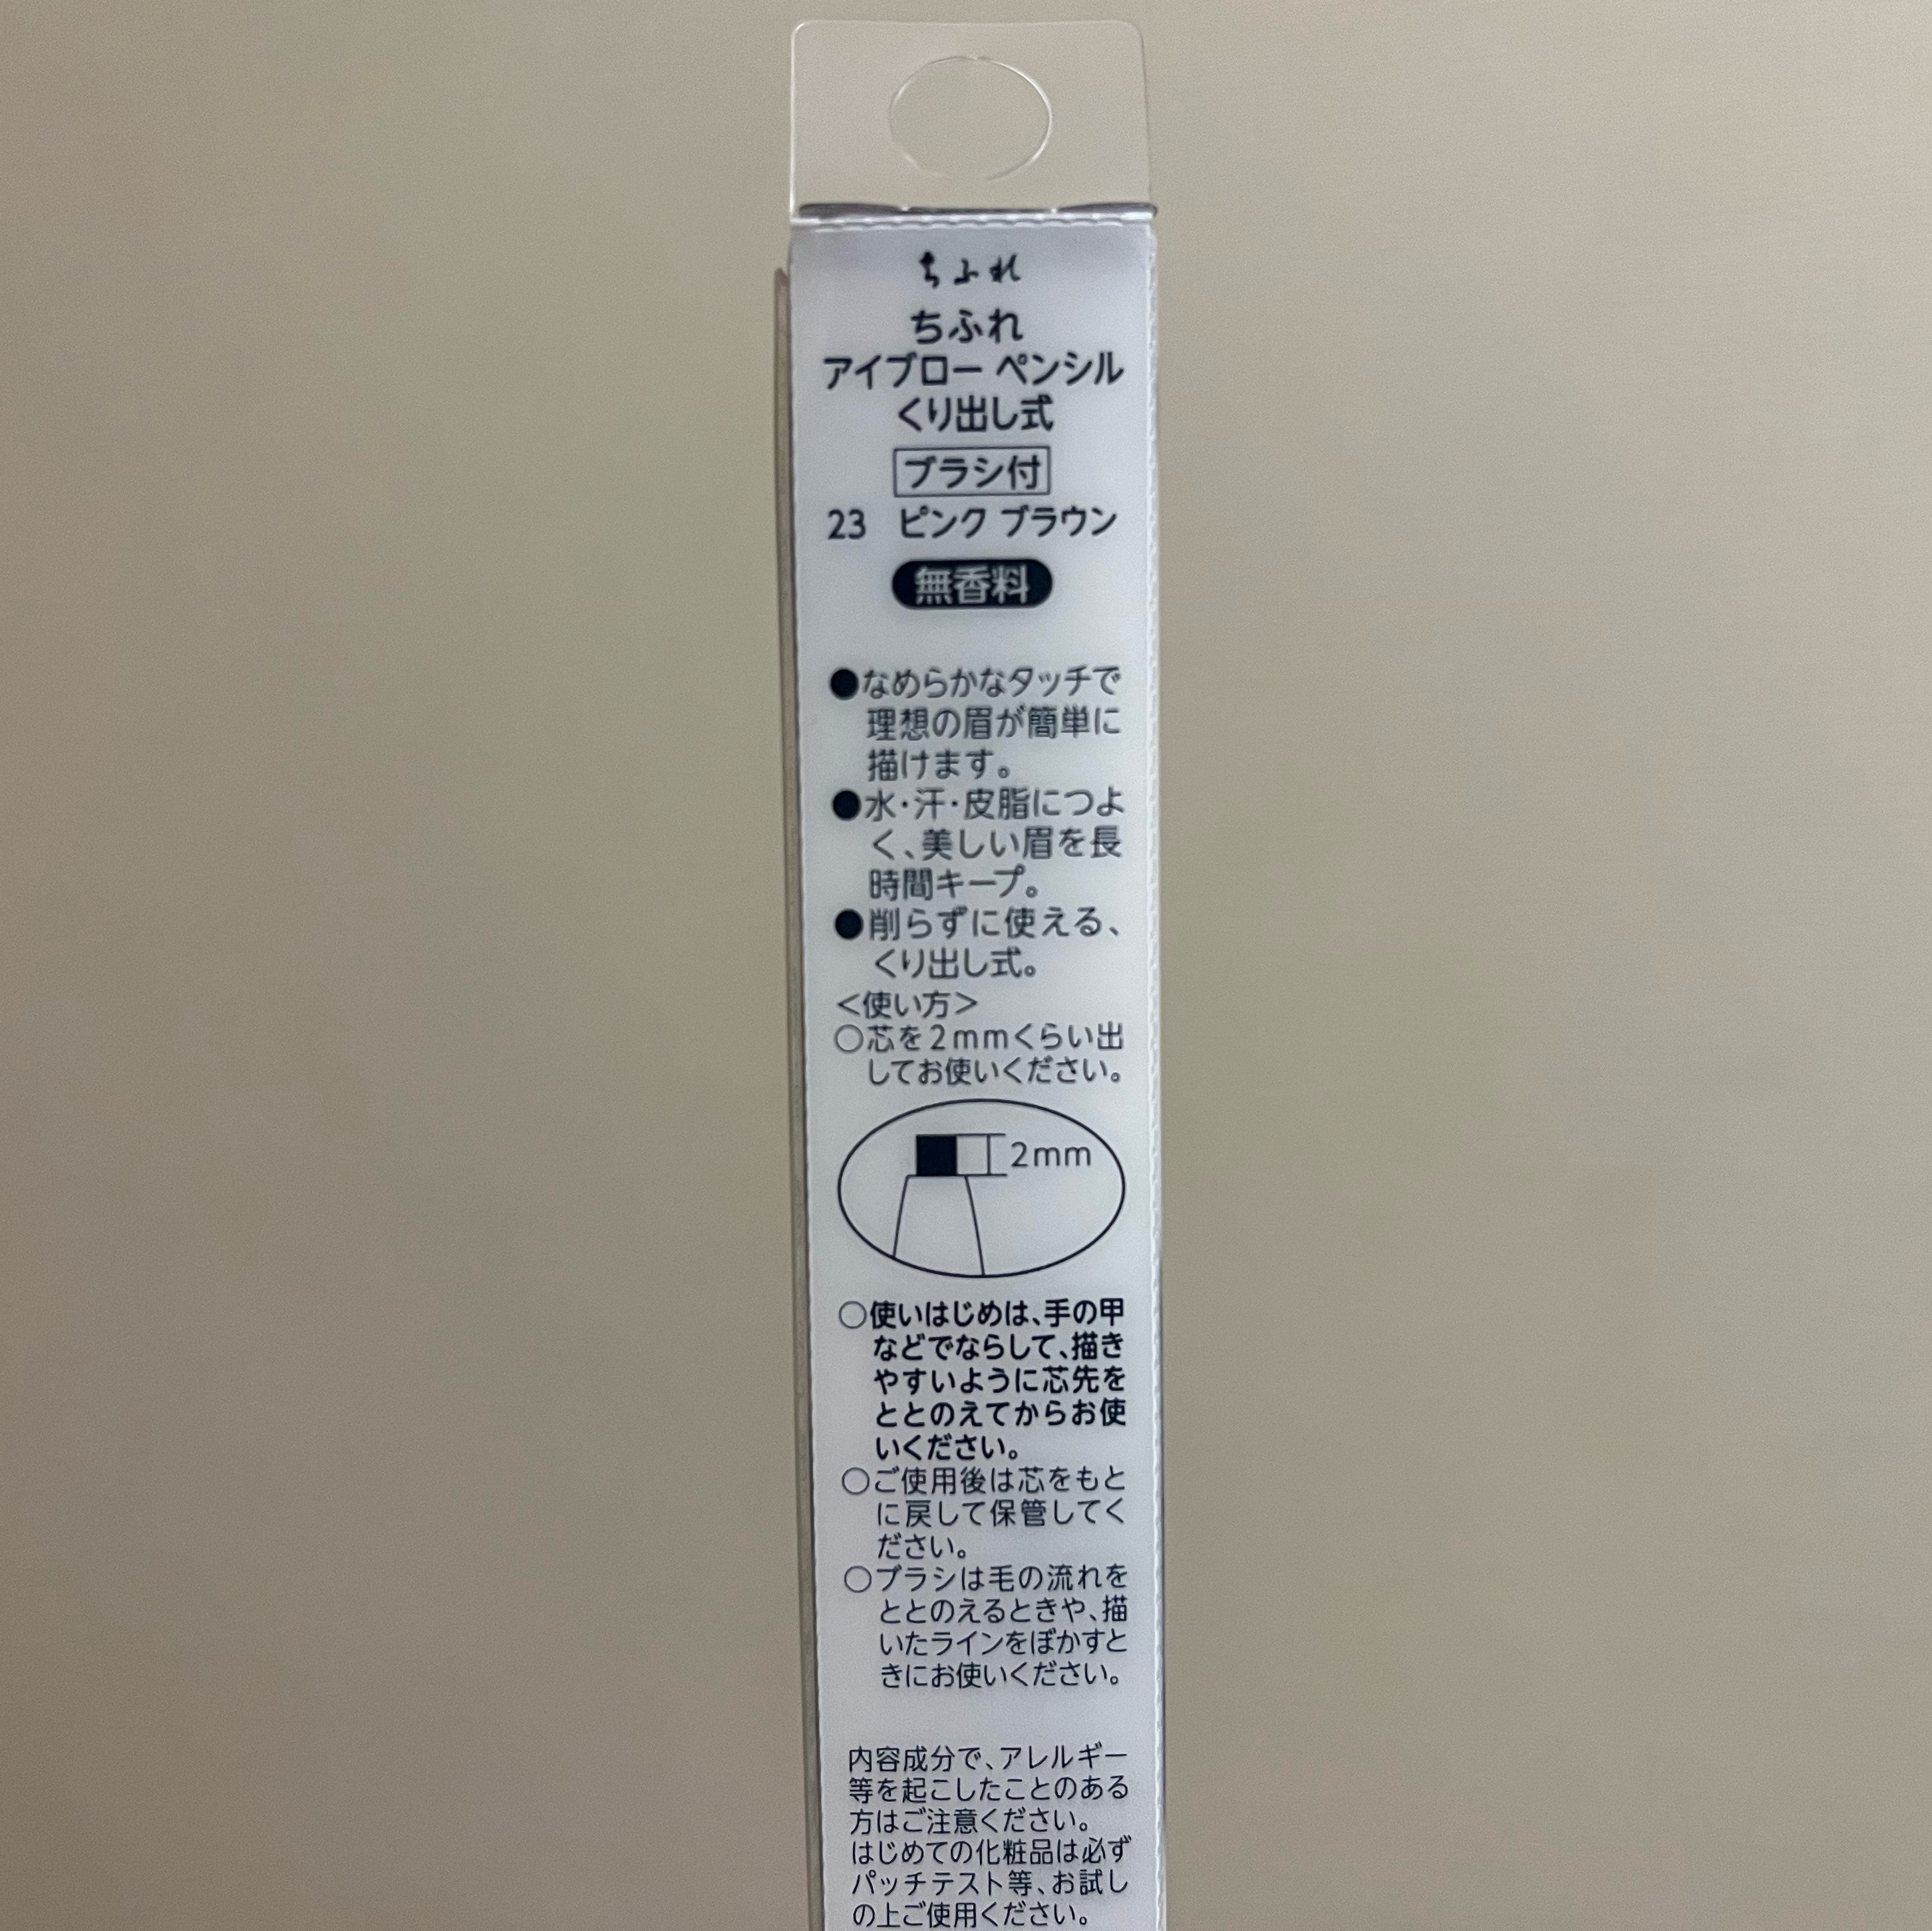 ちふれ
ちふれ
アイブロー ペンシル
くり出し式
ブラシ付
23 ピンク ブラウン
無香料
●なめらかなタッチで
理想の眉が簡単に
描けます。
●水・汗・皮脂につよ
く、美しい眉を長
時間キープ。
●削らずに使える、
くり出し式。
<使い方>
○芯を2mmくらい出
してお使いください。
2mm
○使いはじめは、手の甲
などでならして、描き
やすいように芯先を
ととのえてからお使
いください。
○ご使用後は芯をもと
に戻して保管してく
ださい。
○ブラシは毛の流れを
ととのえるときや、描
いたラインをぼかすと
きにお使いください。
内容成分で、アレルギー
等を起こしたことのある
方はご注意ください。
はじめての化粧品は必ず
パッチテスト等、お試し
の上ご使用ください。